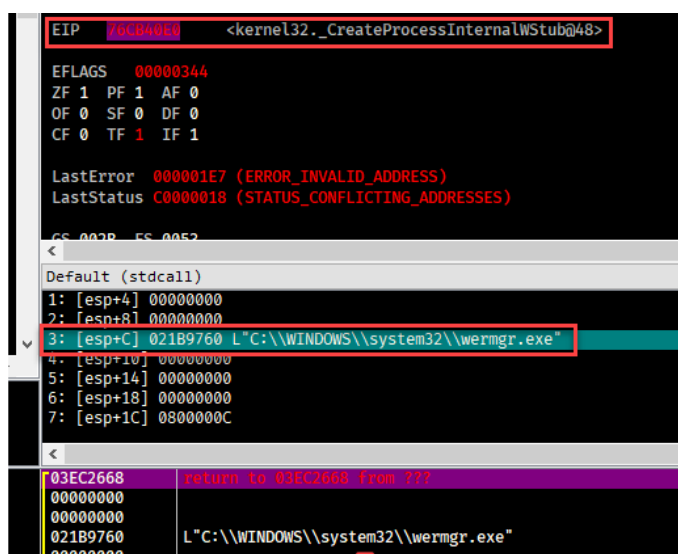 EIP 76CB40E0 <kernel32._CreateProcessInternalWStub@48>
EFLAGS 00000344
ZF 1 PF 1 AF 0
OF 0 SF 0 DF 0
CF 0 TF 1 IF 1
LastError 000001E7 (ERROR_INVALID_ADDRESS)
LastStatus C0000018 (STATUS_CONFLICTING_ADDRESSES)
GS 002B FS 0053
Default (stdcall)
1: [esp+4] 00000000
2: [esp+8] 00000000
3: [esp+C] 021B9760 L"C:\\WINDOWS\\system32\\wermgr.exe"
4: [esp+10] 00000000
5: [esp+14] 00000000
6: [esp+18] 00000000
7: [esp+1C] 0800000C
03EC2668 return to 03EC2668 from ???
00000000
00000000
021B9760 L"C:\\WINDOWS\\system32\\wermgr.exe"